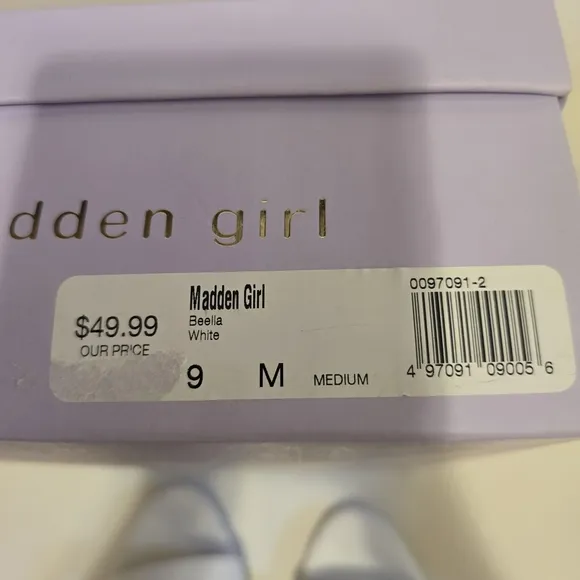 dden girl
$49.99
OUR PRICE
Madden Girl
Beella
White
9 M MEDIUM
0097091-2
4 97091 09005 6